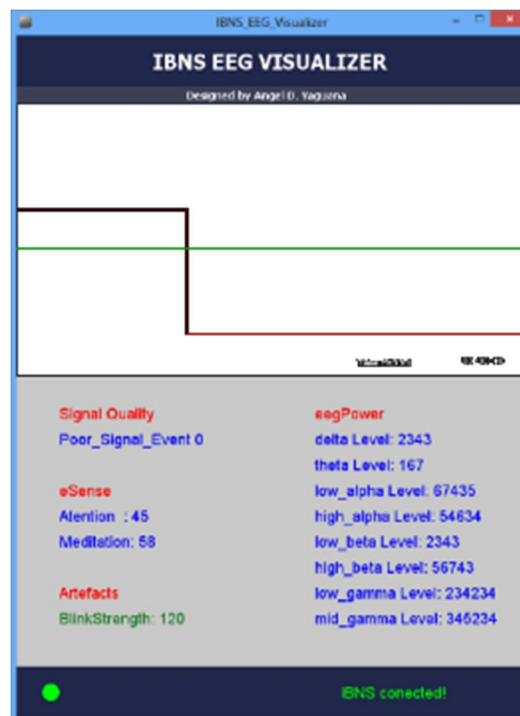 IBNS_EEG_Visualizer
IBNS EEG VISUALIZER
Designed by Angel D. Yaguana
Signal Quality
Poor_Signal_Event 0
eSense
Atention : 45
Meditation: 58
Artefacts
BlinkStrength: 120
eegPower
delta Level: 2343
theta Level: 167
low_alpha Level: 67435
high_alpha Level: 54634
low_beta Level: 2343
high_beta Level: 56743
low_gamma Level: 234234
mid_gamma Level: 345234
IBNS conected!